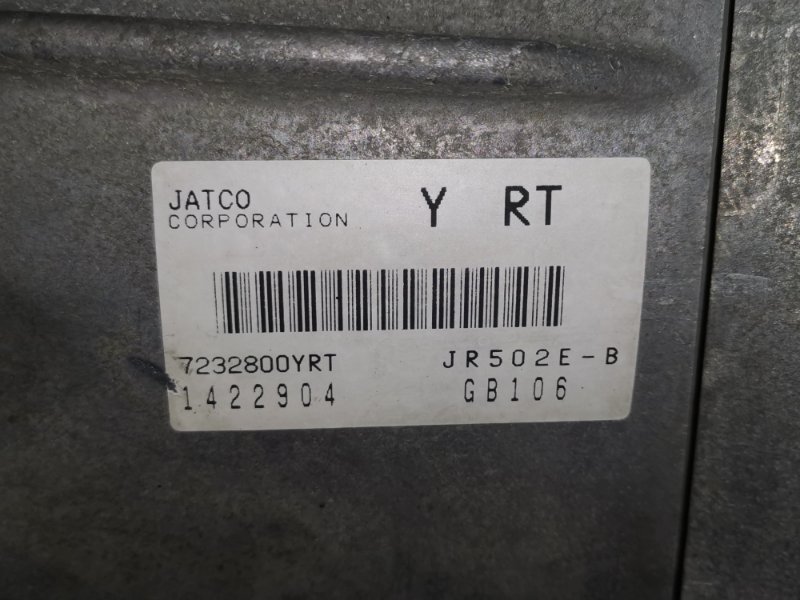 JATCO Y RT
CORPORATION
7232800YRT JR502E-B
1422904 GB106